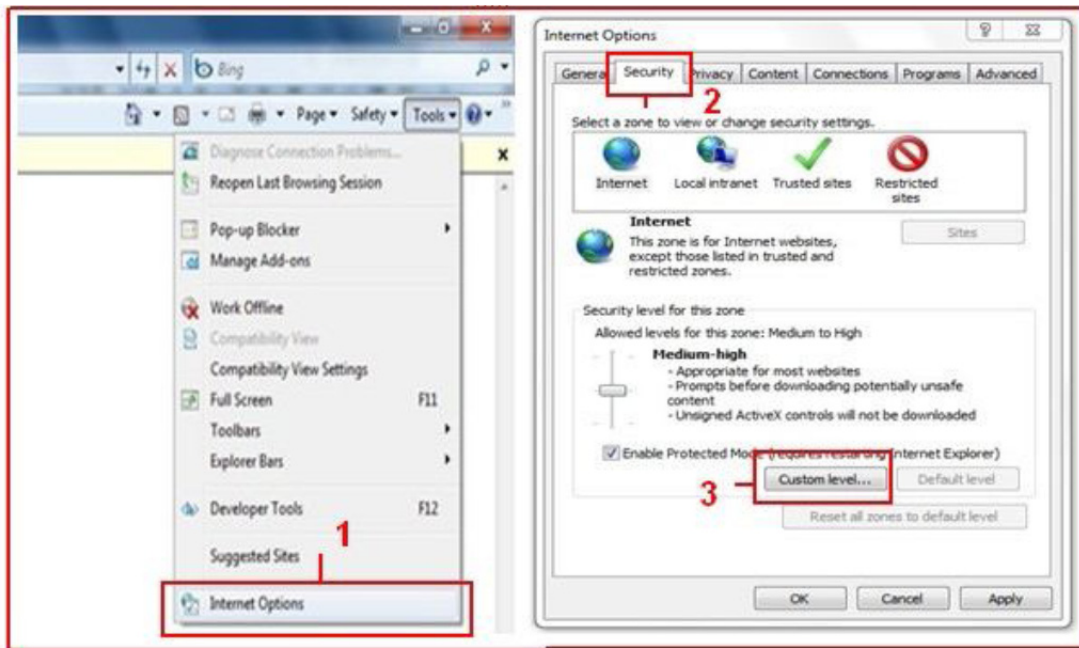 Bing
Page Safety Tools
Diagnose Connection Problems...
Reopen Last Browsing Session
Pop-up Blocker
Manage Add-ons
Work Offline
Compatibility View
Compatibility View Settings
Full Screen F11
Toolbars
Explorer Bars
Developer Tools F12
1
Suggested Sites
Internet Options
Internet Options
General Security Privacy Content Connections Programs Advanced
2
Select a zone to view or change security settings.
Internet Local intranet Trusted sites Restricted
sites
Internet
Sites
This zone is for Internet websites,
except those listed in trusted and
restricted zones.
Security level for this zone
Allowed levels for this zone: Medium to High
Medium-high
- Appropriate for most websites
- Prompts before downloading potentially unsafe
content
- Unsigned ActiveX controls will not be downloaded
Enable Protected Mode (requires restarting Internet Explorer)
3
Custom level... Default level
Reset all zones to default level
OK Cancel Apply